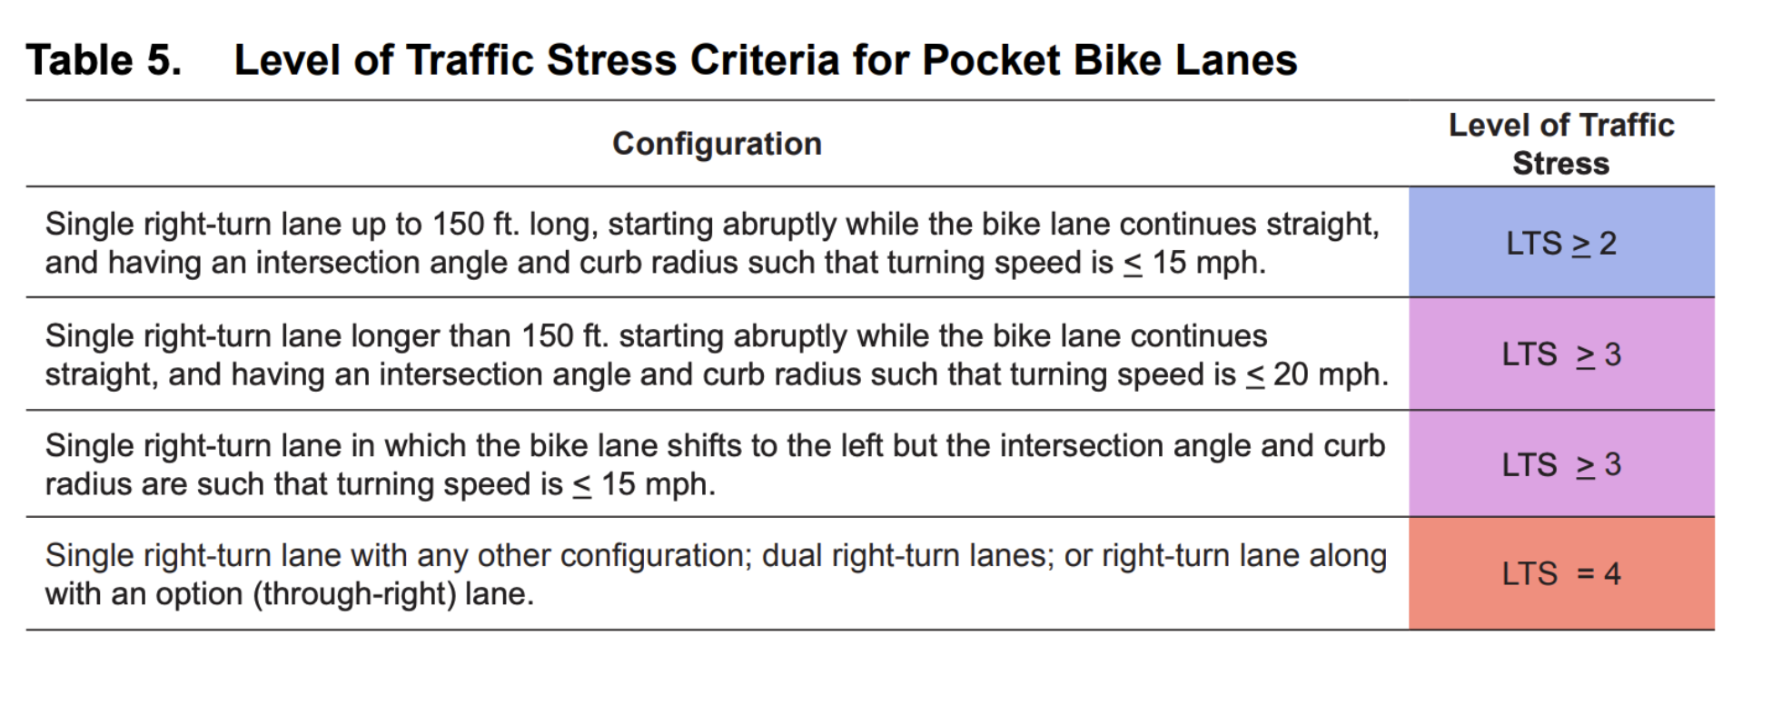 Table 5. Level of Traffic Stress Criteria for Pocket Bike Lanes
Configuration
Level of Traffic
Stress
Single right-turn lane up to 150 ft. long, starting abruptly while the bike lane continues straight,
and having an intersection angle and curb radius such that turning speed is ≤ 15 mph.
LTS ≥ 2
Single right-turn lane longer than 150 ft. starting abruptly while the bike lane continues
straight, and having an intersection angle and curb radius such that turning speed is ≤ 20 mph.
LTS ≥ 3
Single right-turn lane in which the bike lane shifts to the left but the intersection angle and curb
radius are such that turning speed is ≤ 15 mph.
LTS ≥ 3
Single right-turn lane with any other configuration; dual right-turn lanes; or right-turn lane along
with an option (through-right) lane.
LTS = 4